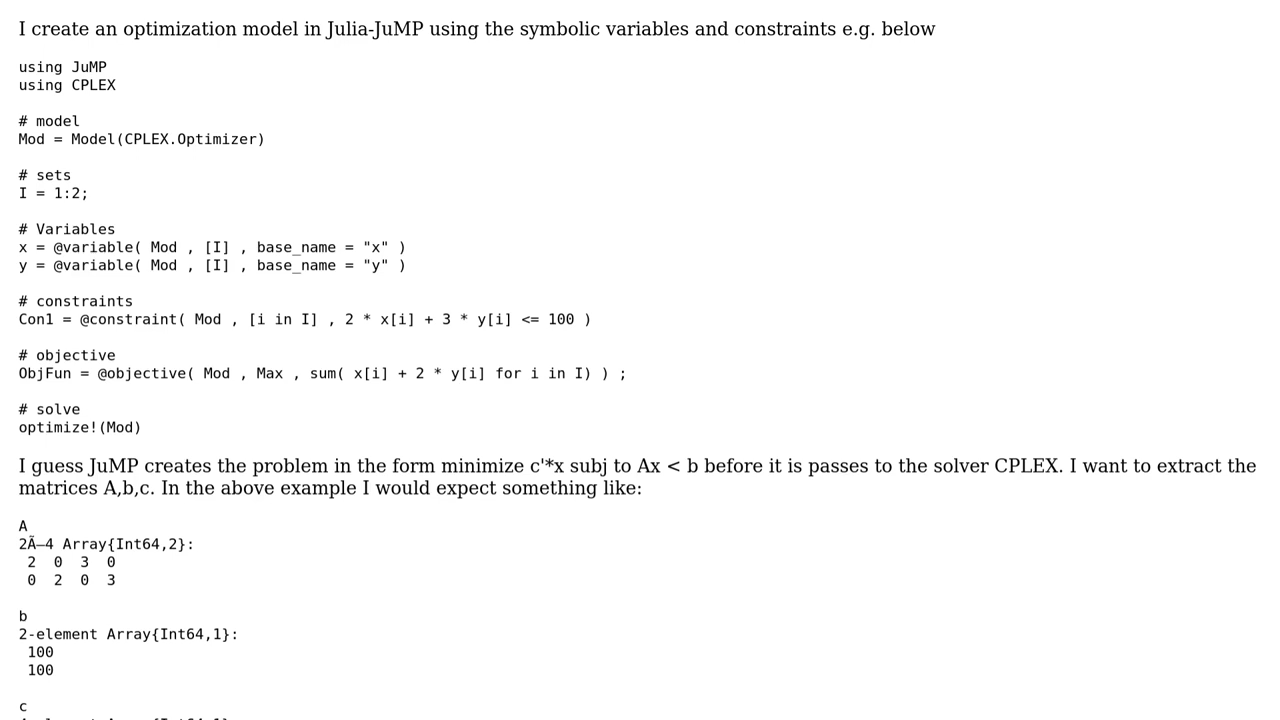 I create an optimization model in Julia-JuMP using the symbolic variables and constraints e.g. below
using JuMP
using CPLEX
# model
Mod = Model(CPLEX.Optimizer)
# sets
I = 1:2;
# Variables
x = @variable( Mod , [I] , base_name = "x" )
y = @variable( Mod , [I] , base_name = "y" )
# constraints
Con1 = @constraint( Mod , [i in I] , 2 * x[i] + 3 * y[i] <= 100 )
# objective
ObjFun = @objective( Mod , Max , sum( x[i] + 2 * y[i] for i in I) ) ;
# solve
optimize!(Mod)
I guess JuMP creates the problem in the form minimize c'*x subj to Ax < b before it is passes to the solver CPLEX. I want to extract the
matrices A,b,c. In the above example I would expect something like:
A
2Ã—4 Array{Int64,2}:
2 0 3 0
0 2 0 3
b
2-element Array{Int64,1}:
100
100
c